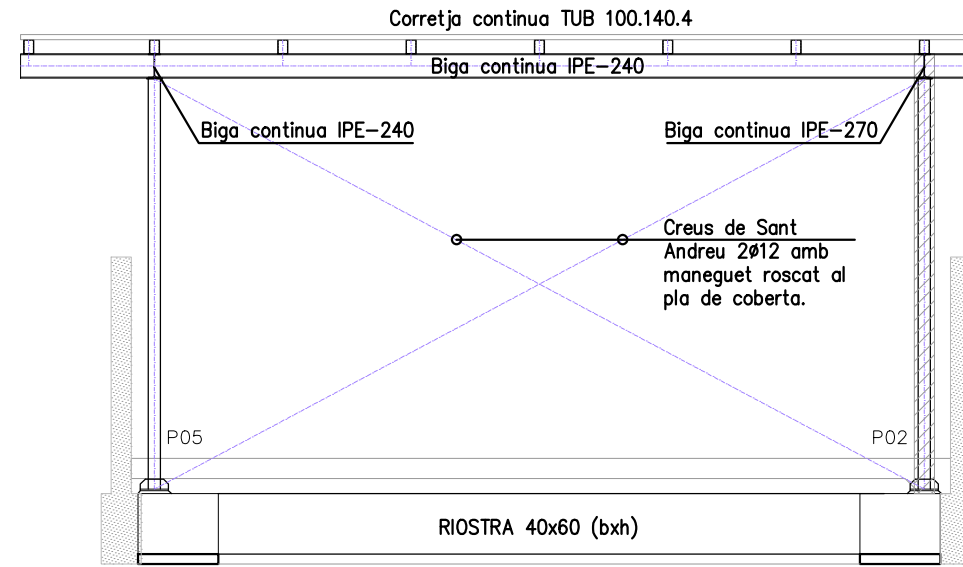 Corretja continua TUB 100.140.4
Biga continua IPE-240
Biga continua IPE-240
Biga continua IPE-270
Creus de Sant
Andreu 2ø12 amb
maneguet roscat al
pla de coberta.
P05
P02
RIOSTRA 40x60 (bxh)